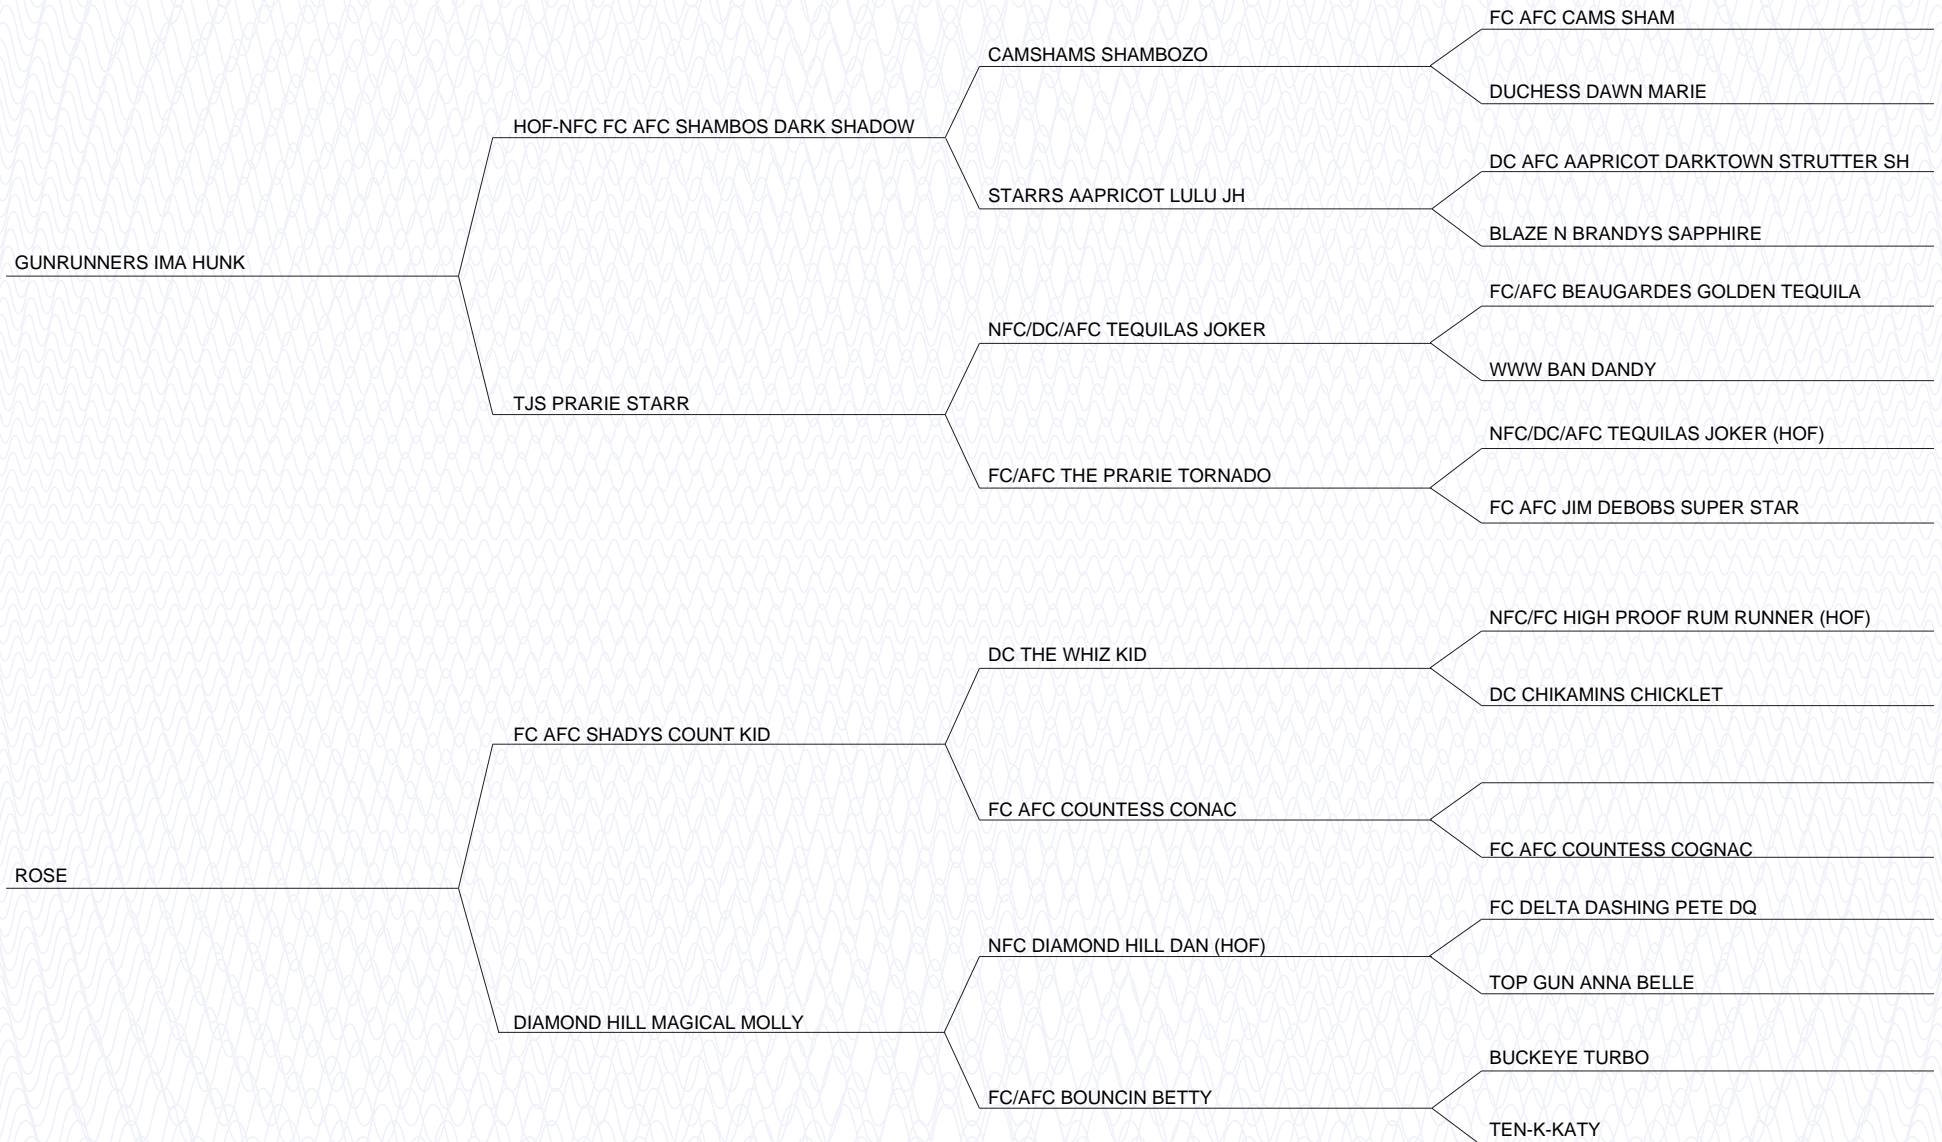 FC AFC CAMS SHAM
CAMSHAMS SHAMBOZO
DUCHESS DAWN MARIE
HOF-NFC FC AFC SHAMBOS DARK SHADOW
DC AFC AAPRICOT DARKTOWN STRUTTER SH
STARRS AAPRICOT LULU JH
BLAZE N BRANDYS SAPPHIRE
GUNRUNNERS IMA HUNK
FC/AFC BEAUGARDES GOLDEN TEQUILA
NFC/DC/AFC TEQUILAS JOKER
WWW BAN DANDY
TJS PRARIE STARR
NFC/DC/AFC TEQUILAS JOKER (HOF)
FC/AFC THE PRARIE TORNADO
FC AFC JIM DEBOBS SUPER STAR
NFC/FC HIGH PROOF RUM RUNNER (HOF)
DC THE WHIZ KID
DC CHIKAMINS CHICKLET
FC AFC SHADYS COUNT KID
FC AFC COUNTESS CONAC
FC AFC COUNTESS COGNAC
ROSE
FC DELTA DASHING PETE DQ
NFC DIAMOND HILL DAN (HOF)
TOP GUN ANNA BELLE
DIAMOND HILL MAGICAL MOLLY
BUCKEYE TURBO
FC/AFC BOUNCIN BETTY
TEN-K-KATY